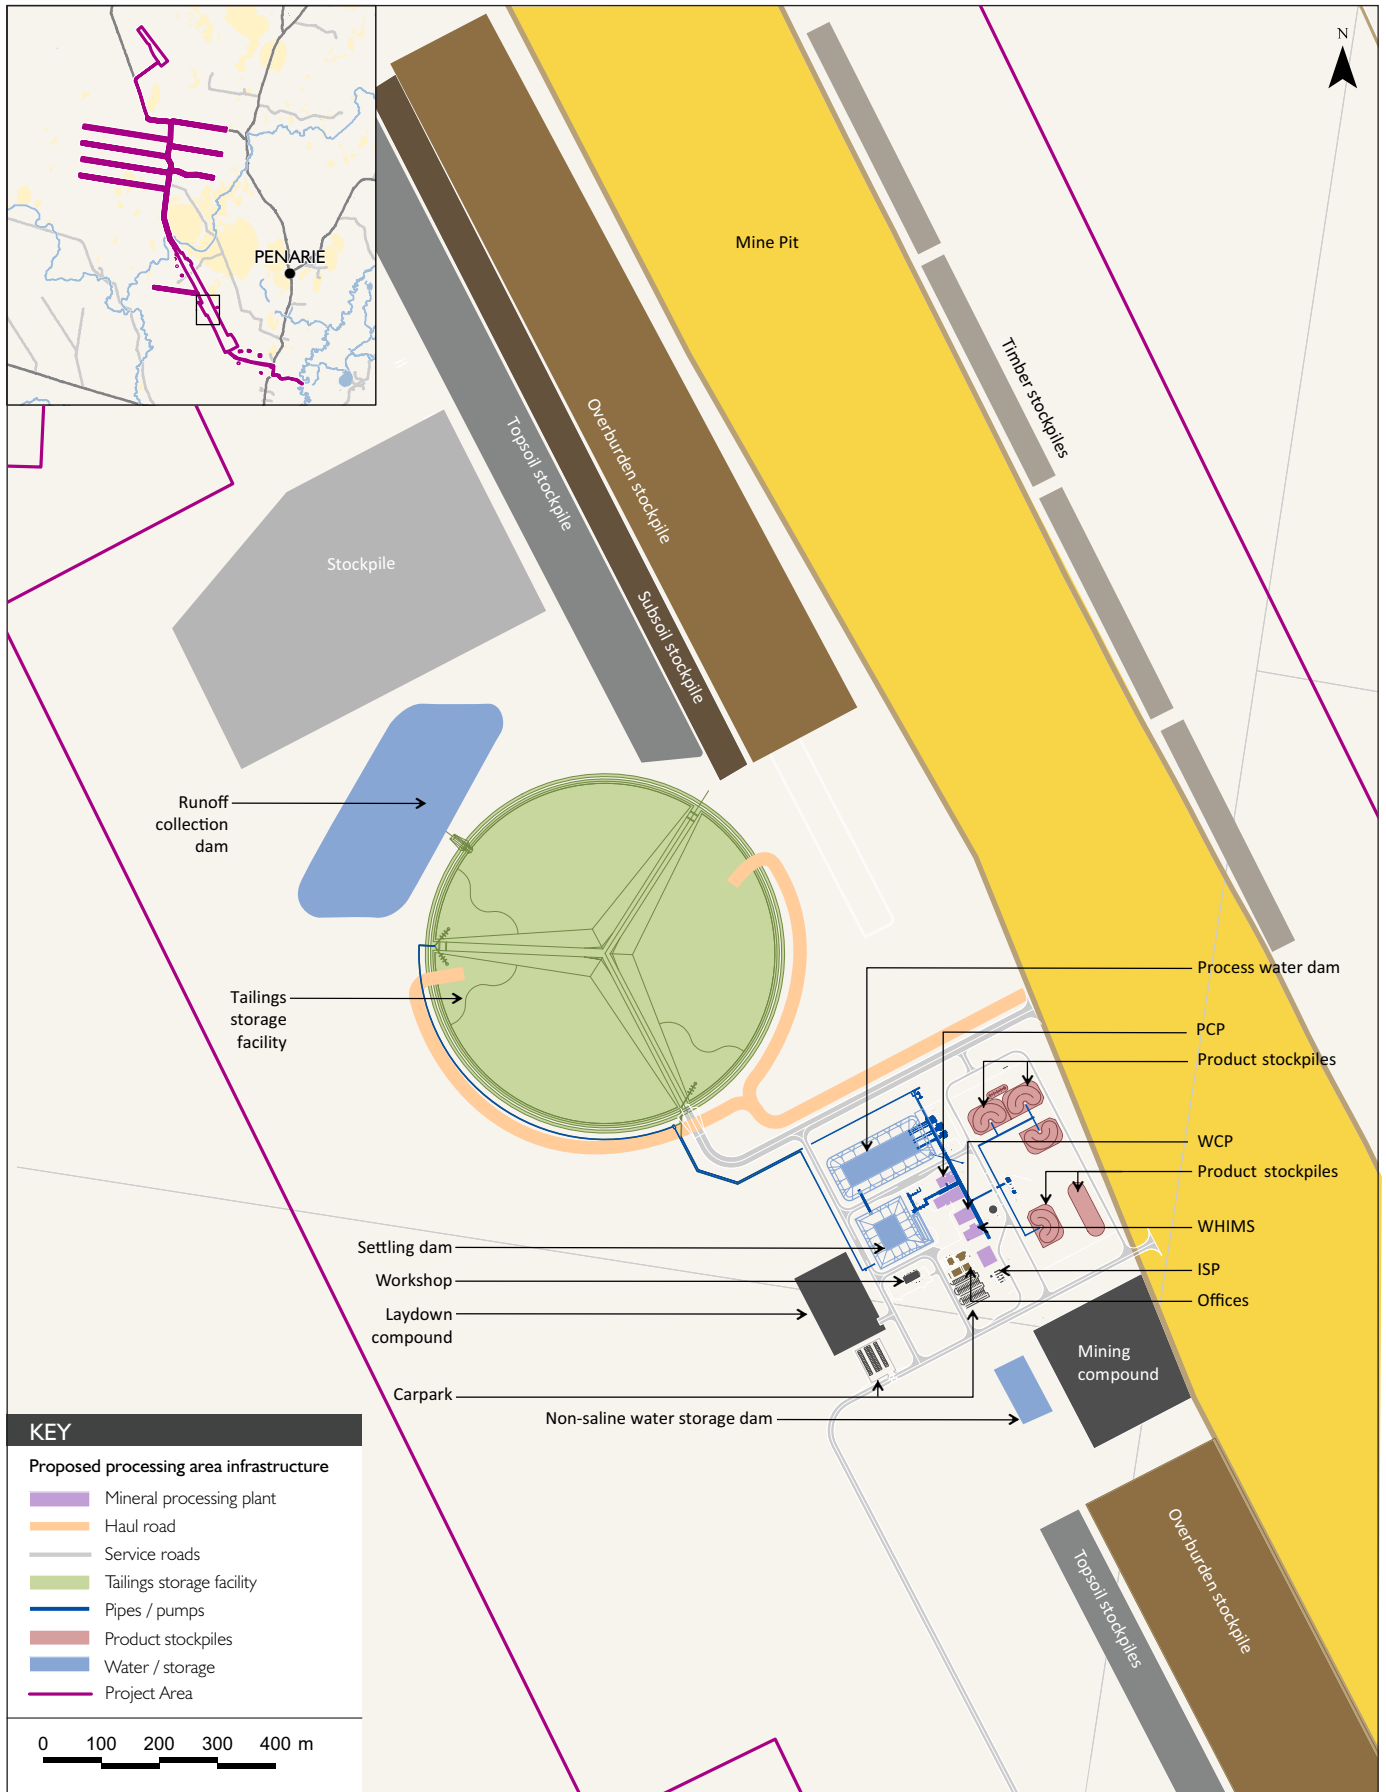 N
PENARIE
Mine Pit
Timber stockpiles
Overburden stockpile
Topsoil stockpile
Subsoil stockpile
Stockpile
Runoff
collection
dam
Tailings
storage
facility
Process water dam
PCP
Product stockpiles
WCP
Product stockpiles
WHIMS
ISP
Offices
Settling dam
Workshop
Laydown
compound
Carpark
Non-saline water storage dam
Mining
compound
Overburden stockpile
Topsoil stockpiles
KEY
Proposed processing area infrastructure
Mineral processing plant
Haul road
Service roads
Tailings storage facility
Pipes / pumps
Product stockpiles
Water / storage
Project Area
0 100 200 300 400 m